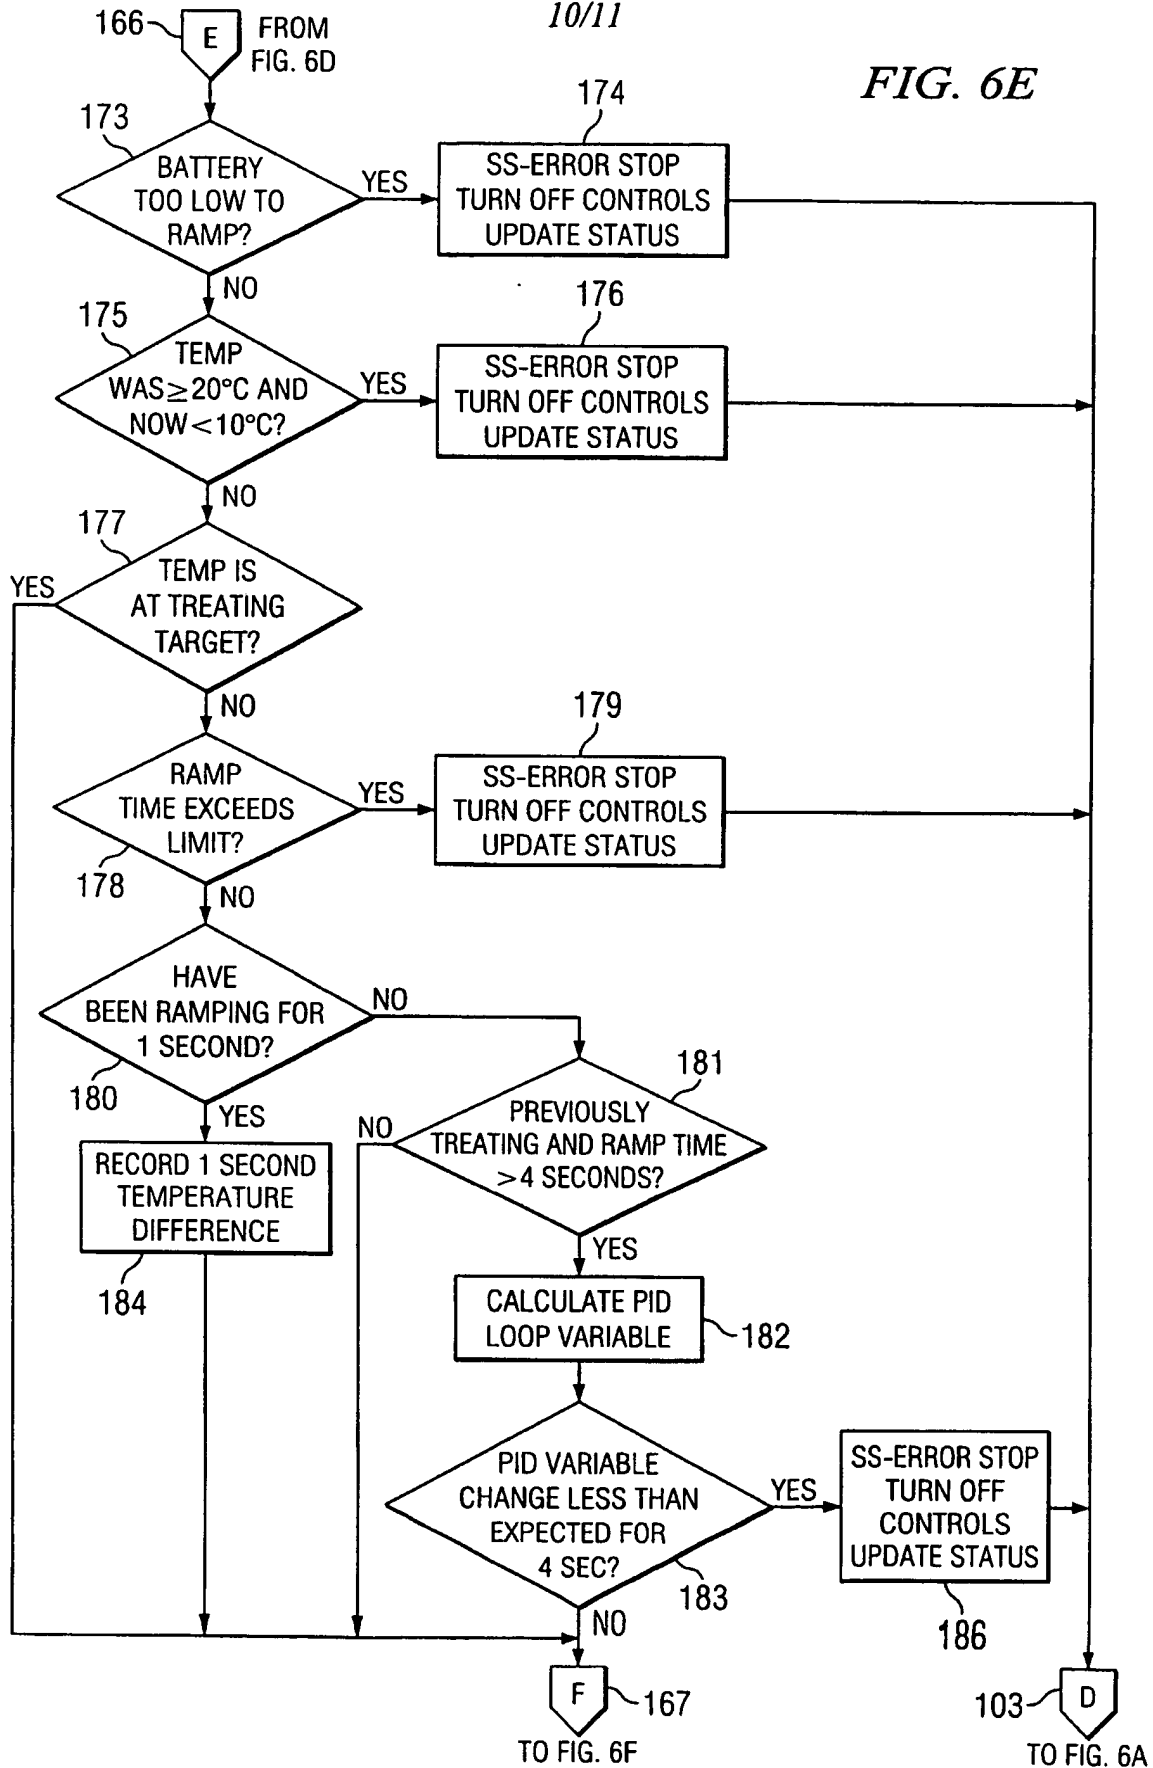 10/11
FIG. 6E
166
E
FROM
FIG. 6D
173
BATTERY
TOO LOW TO
RAMP?
YES
NO
174
SS-ERROR STOP
TURN OFF CONTROLS
UPDATE STATUS
175
TEMP
WAS≥20°C AND
NOW<10°C?
YES
NO
176
SS-ERROR STOP
TURN OFF CONTROLS
UPDATE STATUS
177
TEMP IS
AT TREATING
TARGET?
YES
NO
178
RAMP
TIME EXCEEDS
LIMIT?
YES
NO
179
SS-ERROR STOP
TURN OFF CONTROLS
UPDATE STATUS
180
HAVE
BEEN RAMPING FOR
1 SECOND?
NO
YES
181
PREVIOUSLY
TREATING AND RAMP TIME
>4 SECONDS?
NO
YES
RECORD 1 SECOND
TEMPERATURE
DIFFERENCE
184
CALCULATE PID
LOOP VARIABLE
182
PID VARIABLE
CHANGE LESS THAN
EXPECTED FOR
4 SEC?
183
YES
NO
SS-ERROR STOP
TURN OFF
CONTROLS
UPDATE STATUS
186
F
167
TO FIG. 6F
103
D
TO FIG. 6A